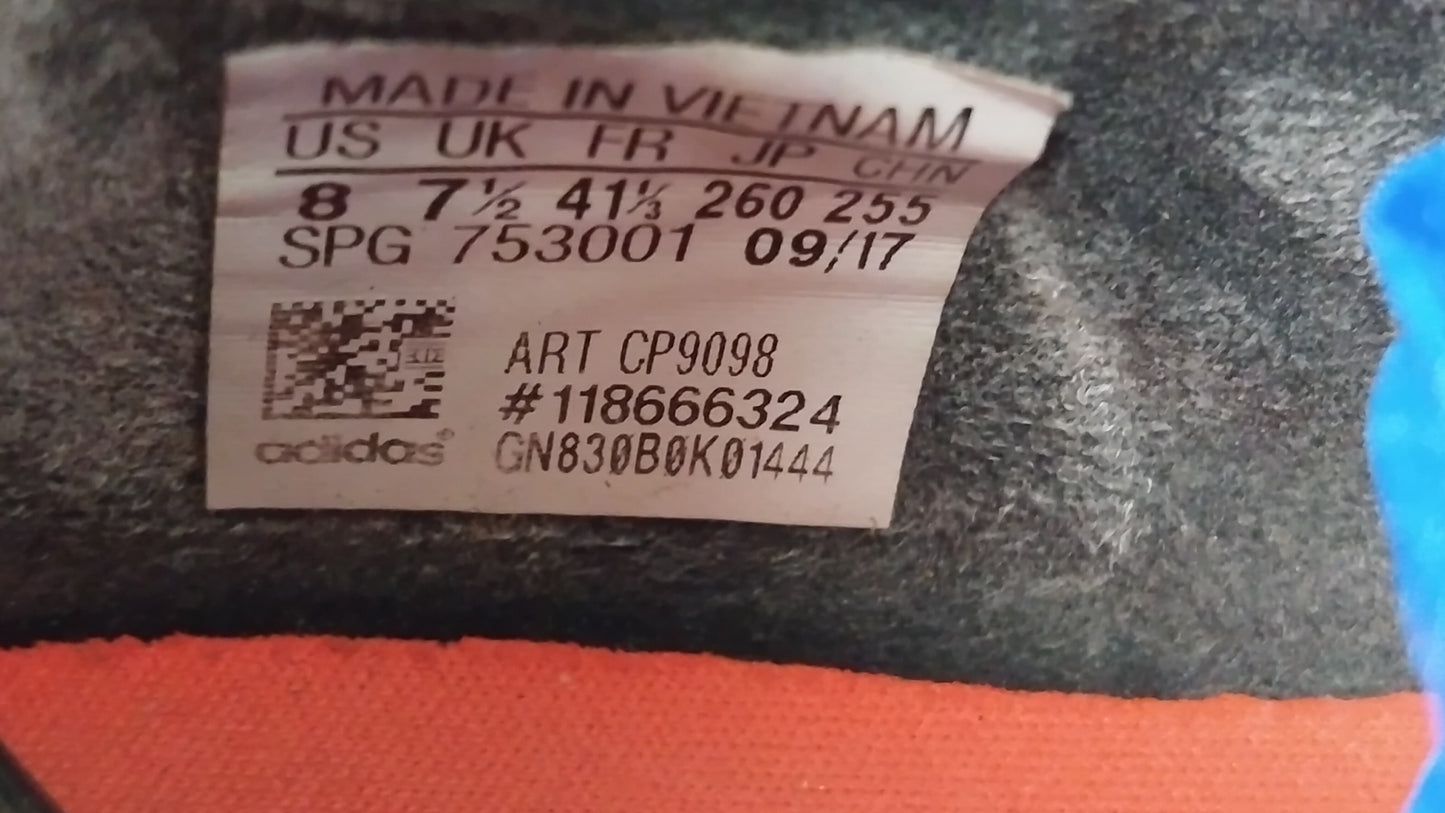 MADE IN VIETNAM
US UK FR JP CHN
8 7½ 41⅓ 260 255
SPG 753001 09/17
ART CP9098
#118666324
adidas®
GN830B0K01444